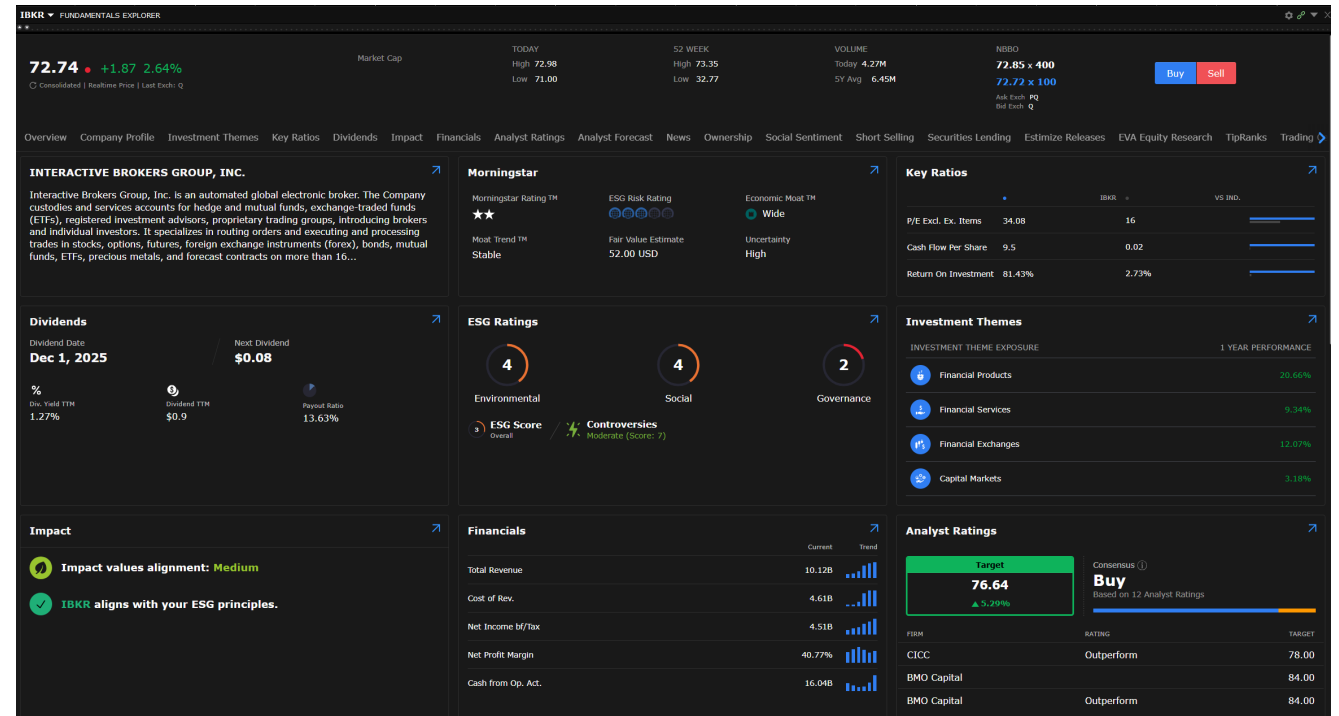 IBKR FUNDAMENTALS EXPLORER
72.74 +1.87 2.64%
Consolidated | Realtime Price | Last Exch: Q
Market Cap
TODAY
High 72.98
Low 71.00
52 WEEK
High 73.35
Low 32.77
VOLUME
Today 4.27M
5Y Avg 6.45M
NBBO
72.85 x 400
72.72 x 100
Ask Exch PQ
Bid Exch Q
Buy Sell
Overview Company Profile Investment Themes Key Ratios Dividends Impact Financials Analyst Ratings Analyst Forecast News Ownership Social Sentiment Short Selling Securities Lending Estimize Releases EVA Equity Research TipRanks Trading
INTERACTIVE BROKERS GROUP, INC.
Interactive Brokers Group, Inc. is an automated global electronic broker. The Company
custodies and services accounts for hedge and mutual funds, exchange-traded funds
(ETFs), registered investment advisors, proprietary trading groups, introducing brokers
and individual investors. It specializes in routing orders and executing and processing
trades in stocks, options, futures, foreign exchange instruments (forex), bonds, mutual
funds, ETFs, precious metals, and forecast contracts on more than 16...
Morningstar
Morningstar Rating ™ ESG Risk Rating Economic Moat ™
Wide
Moat Trend ™ Fair Value Estimate Uncertainty
Stable 52.00 USD High
Key Ratios
IBKR VS IND.
P/E Excl. Ex. Items 34.08 16
Cash Flow Per Share 9.5 0.02
Return On Investment 81.43% 2.73%
Dividends
Dividend Date Next Dividend
Dec 1, 2025 $0.08
%
Div. Yield TTM Dividend TTM Payout Ratio
1.27% $0.9 13.63%
ESG Ratings
4 4 2
Environmental Social Governance
3 ESG Score
Overall
Controversies
Moderate (Score: 7)
Investment Themes
INVESTMENT THEME EXPOSURE 1 YEAR PERFORMANCE
Financial Products 20.66%
Financial Services 9.34%
Financial Exchanges 12.07%
Capital Markets 3.18%
Impact
Impact values alignment: Medium
IBKR aligns with your ESG principles.
Financials
Current Trend
Total Revenue 10.12B
Cost of Rev. 4.61B
Net Income bf/Tax 4.51B
Net Profit Margin 40.77%
Cash from Op. Act. 16.04B
Analyst Ratings
Target
76.64
▲ 5.29%
Consensus
Buy
Based on 12 Analyst Ratings
FIRM RATING TARGET
CICC Outperform 78.00
BMO Capital 84.00
BMO Capital Outperform 84.00